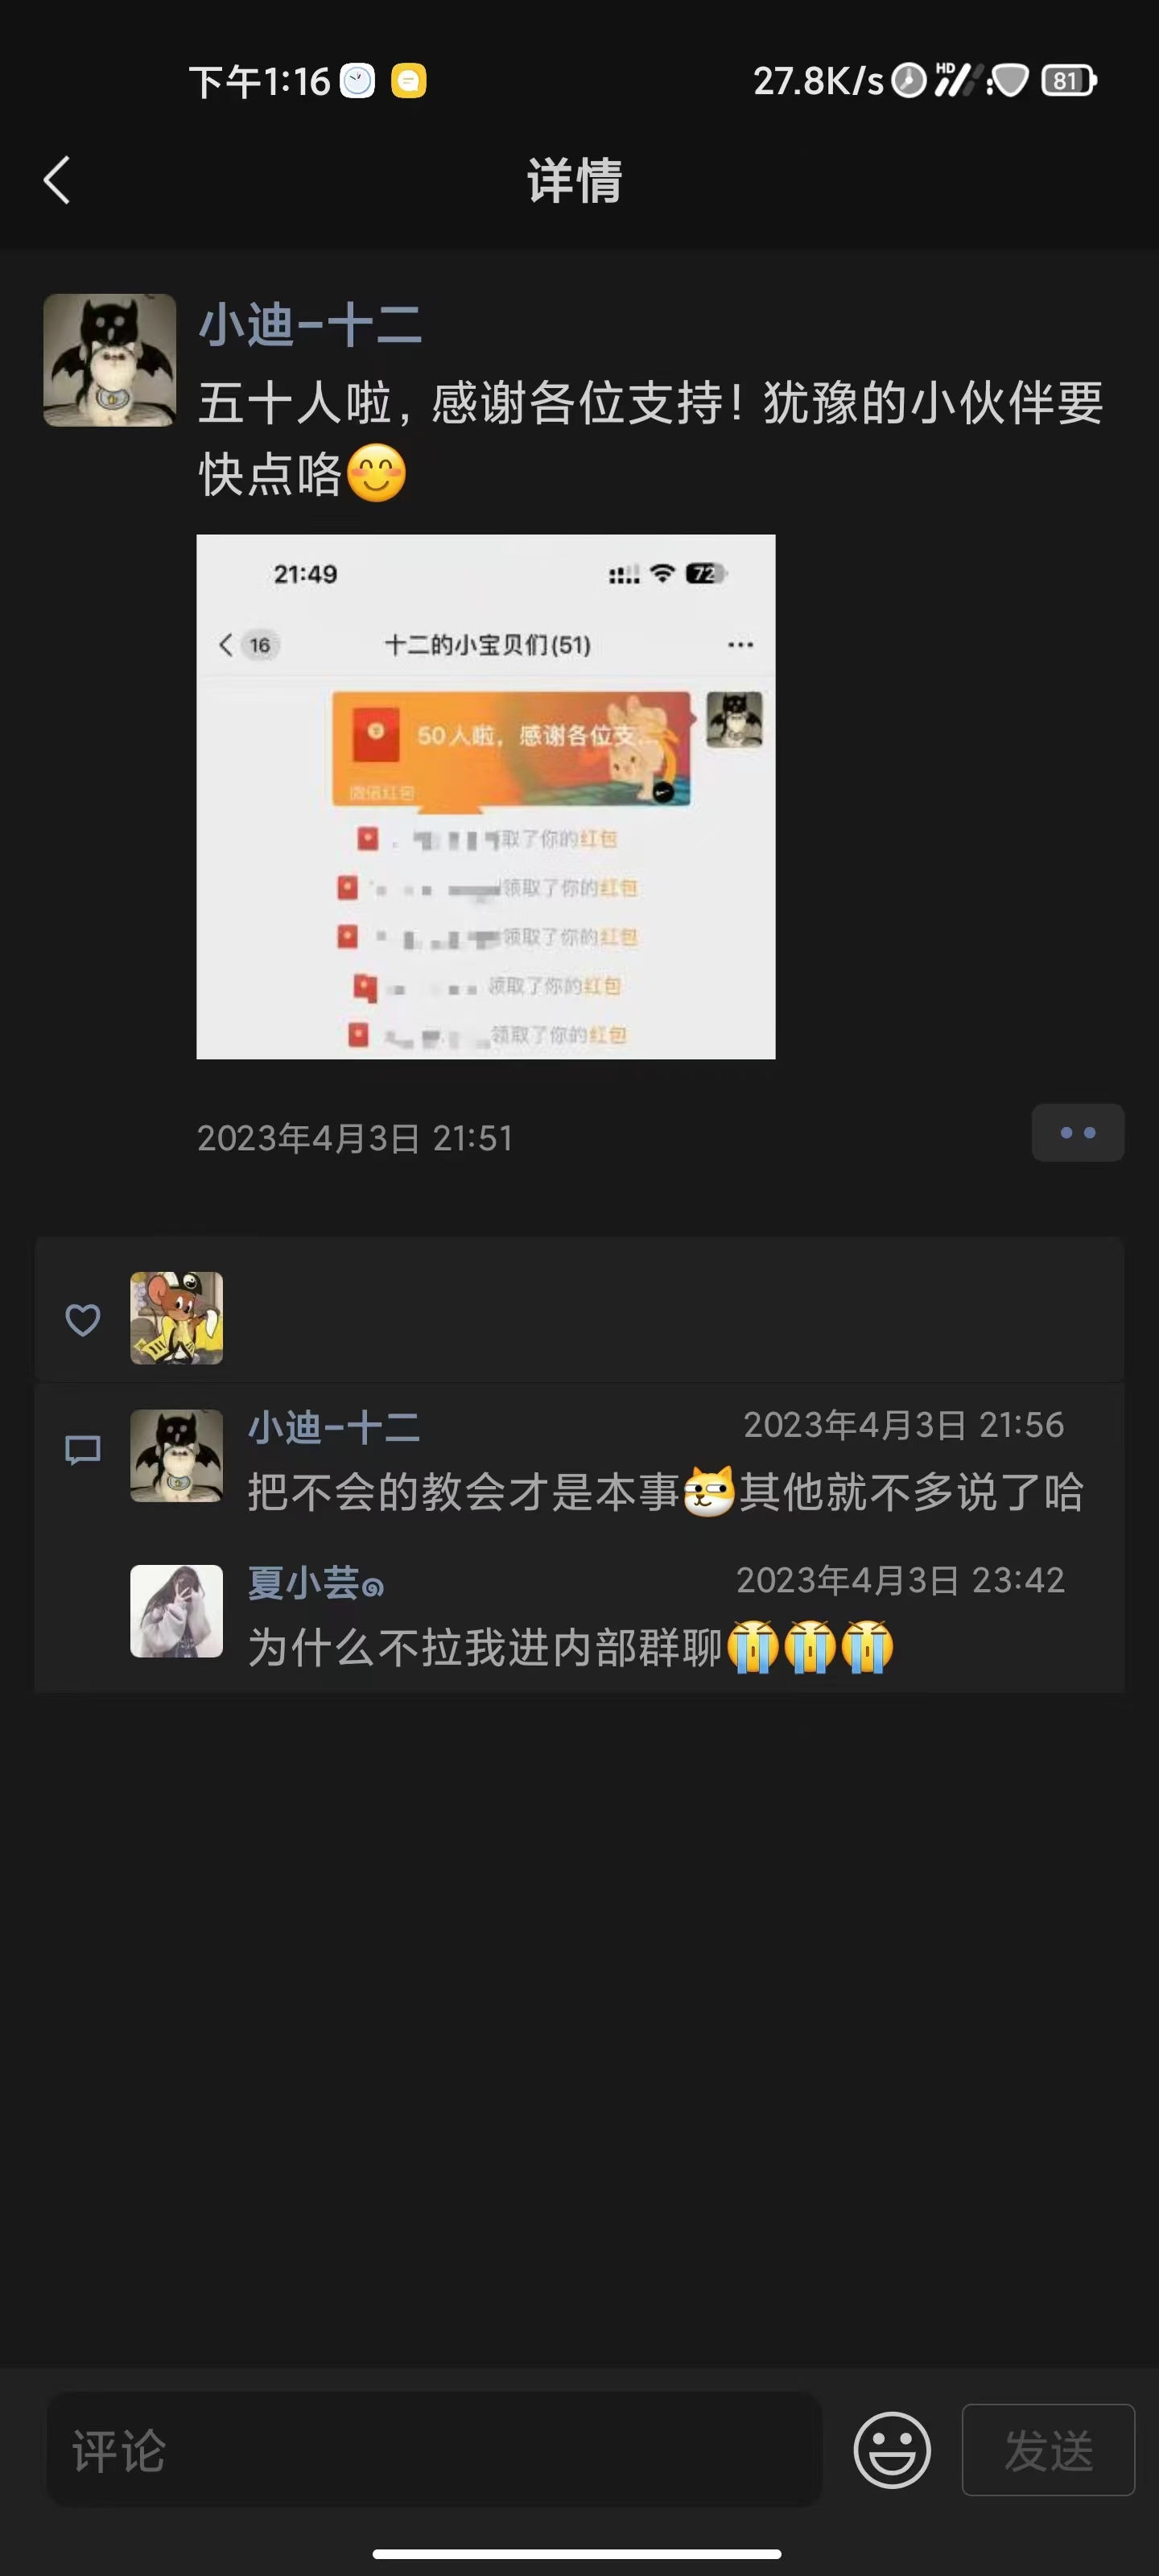 下午1:16
27.8K/s
HD
81
详情
小迪-十二
五十人啦，感谢各位支持！犹豫的小伙伴要
快点咯😊
21:49
72
16
十二的小宝贝们(51)
50人啦，感谢各位支...
微信红包
取了你的红包
领取了你的红包
领取了你的红包
领取了你的红包
领取了你的红包
2023年4月3日 21:51
小迪-十二
2023年4月3日 21:56
把不会的教会才是本事其他就不多说了哈
夏小芸๑
2023年4月3日 23:42
为什么不拉我进内部群聊😭😭😭
评论
发送